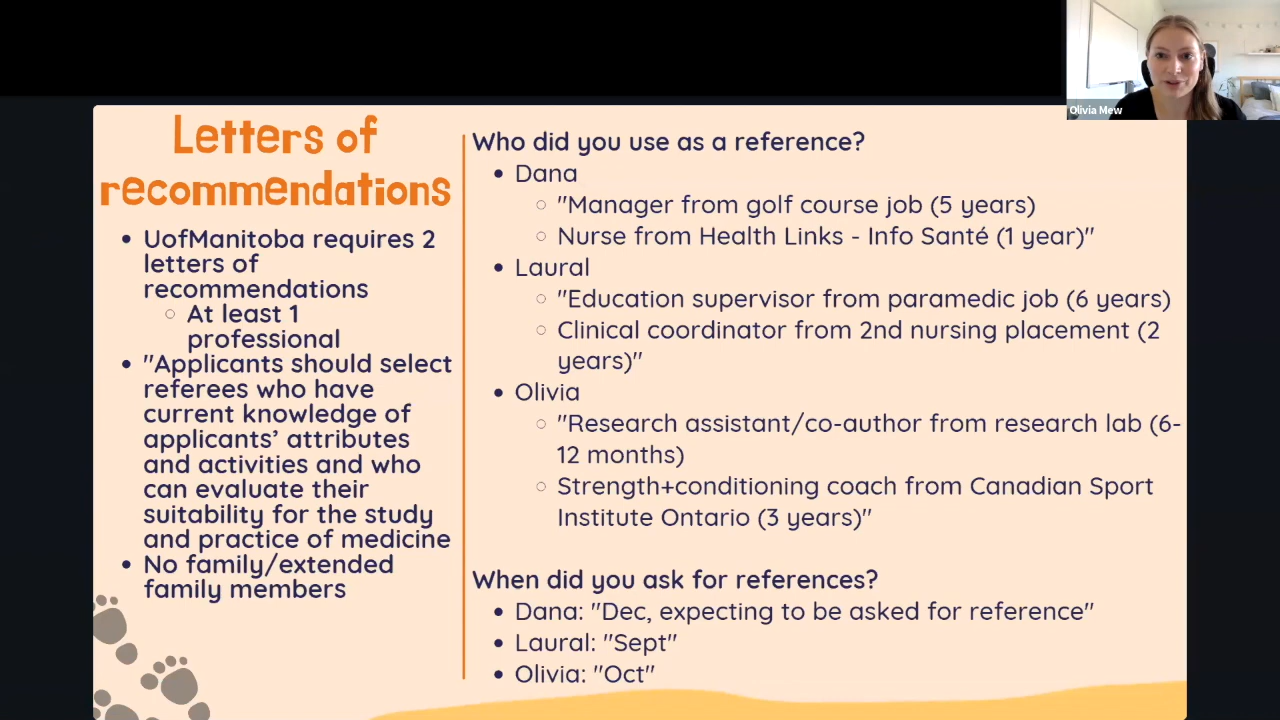 Olivia Mew
Letters of
recommendations
UofManitoba requires 2
letters of
recommendations
At least 1
professional
"Applicants should select
referees who have
current knowledge of
applicants’ attributes
and activities and who
can evaluate their
suitability for the study
and practice of medicine
No family/extended
family members
Who did you use as a reference?
Dana
"Manager from golf course job (5 years)
Nurse from Health Links - Info Santé (1 year)"
Laural
"Education supervisor from paramedic job (6 years)
Clinical coordinator from 2nd nursing placement (2
years)"
Olivia
"Research assistant/co-author from research lab (6-
12 months)
Strength+conditioning coach from Canadian Sport
Institute Ontario (3 years)"
When did you ask for references?
Dana: "Dec, expecting to be asked for reference"
Laural: "Sept"
Olivia: "Oct"